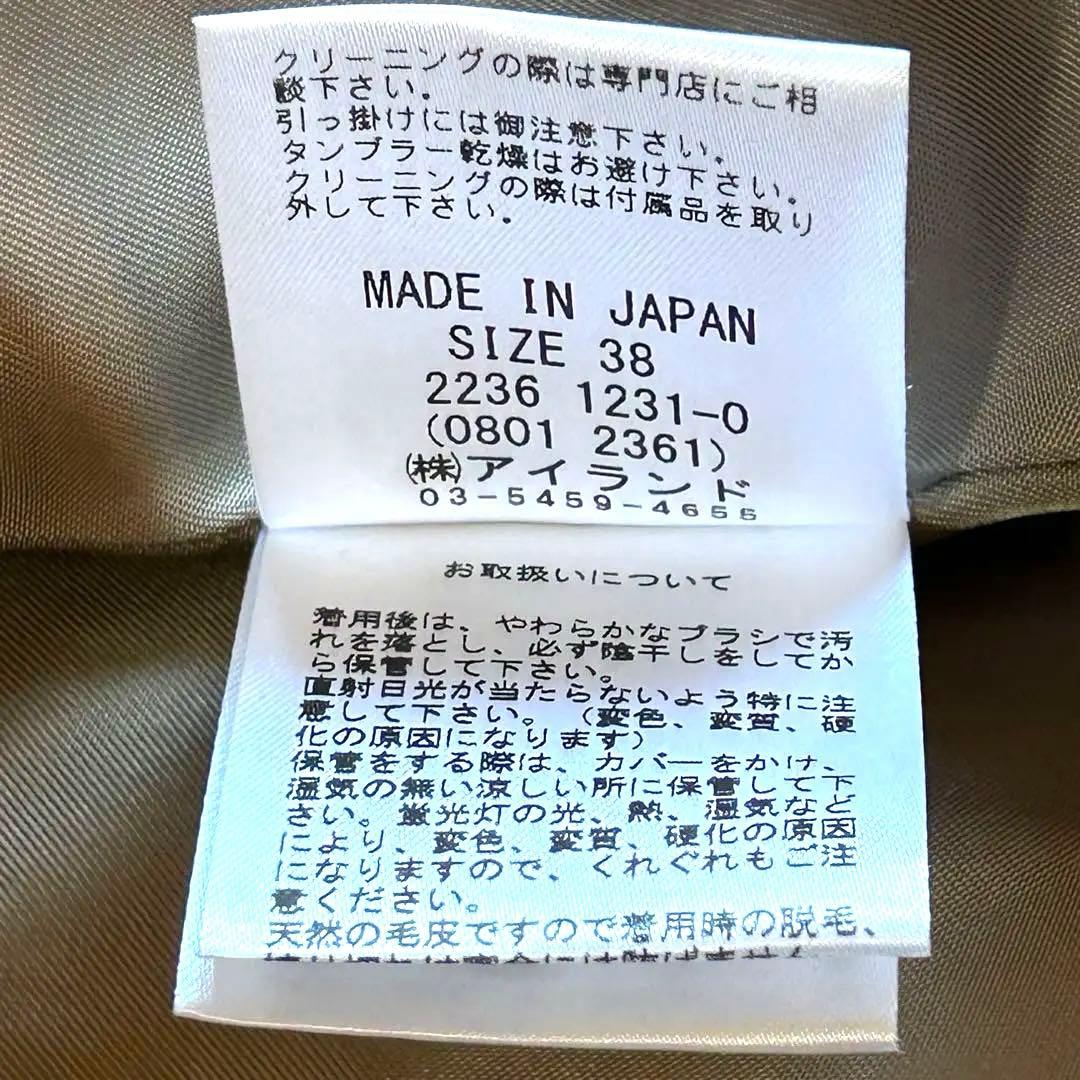 クリーニングの際は専門店にご相
談下さい。
引っ掛けには御注意下さい。
タンブラー乾燥はお避け下さい。
クリーニングの際は付属品を取り
外して下さい。
MADE IN JAPAN
SIZE 38
2236 1231-0
(0801 2361)
(株)アイランド
03-5459-4655
お取扱いについて
着用後は、やわらかなブラシで汚
れを落とし、必ず陰干しをしてか
ら保管して下さい。
直射日光が当たらないよう特に注
意して下さい。（変色、変質、硬
化の原因になります）
保管をする際は、カバーをかけ、
湿気の無い涼しい所に保管して下
さい。蛍光灯の光、熱、湿気など
により、変色、変質、硬化の原因
になりますので、くれぐれもご注
意ください。
天然の毛皮ですので着用時の脱毛、